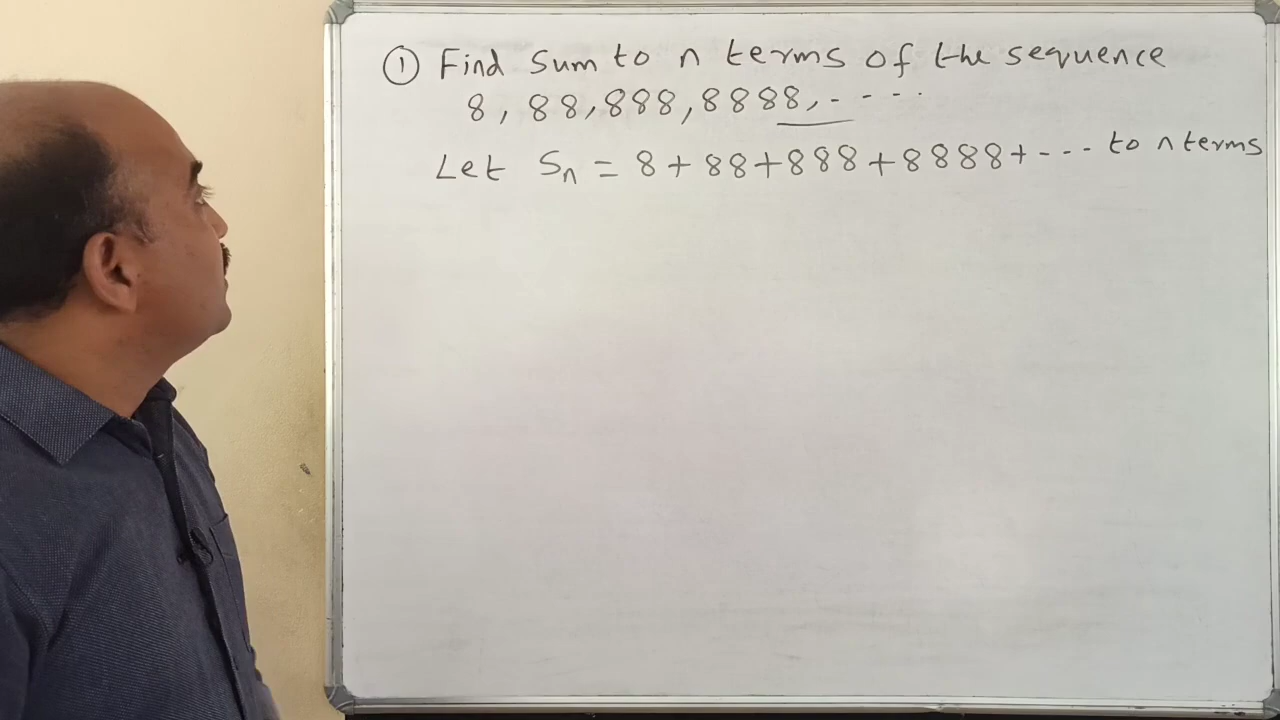 ① Find Sum to n terms of the sequence
8, 88, 888, 8888, - - - -
Let Sn = 8 + 88 + 888 + 8888 + - - - to n terms